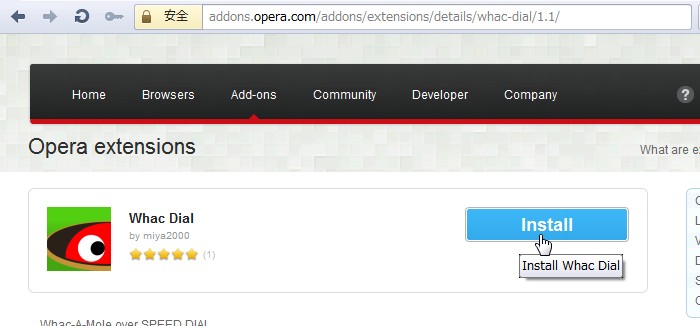 安全 addons.opera.com/addons/extensions/details/whac-dial/1.1/
Home Browsers Add-ons Community Developer Company ?
Opera extensions
What are ex
Whac Dial
by miya2000
(1)
Install
Install Whac Dial
Whac-A-Mole over SPEED DIAL